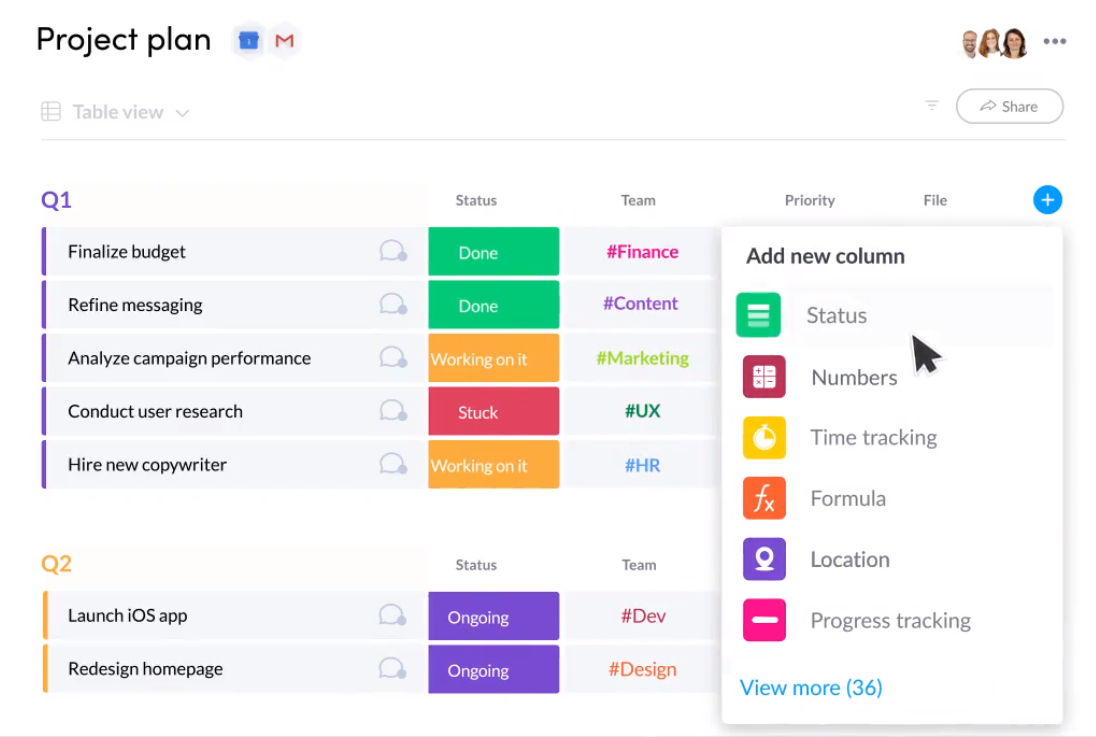 Project plan
Table view
Share
Q1 Status Team Priority File
Finalize budget Done #Finance
Refine messaging Done #Content
Analyze campaign performance Working on it #Marketing
Conduct user research Stuck #UX
Hire new copywriter Working on it #HR
Q2 Status Team
Launch iOS app Ongoing #Dev
Redesign homepage Ongoing #Design
Add new column
Status
Numbers
Time tracking
Formula
Location
Progress tracking
View more (36)